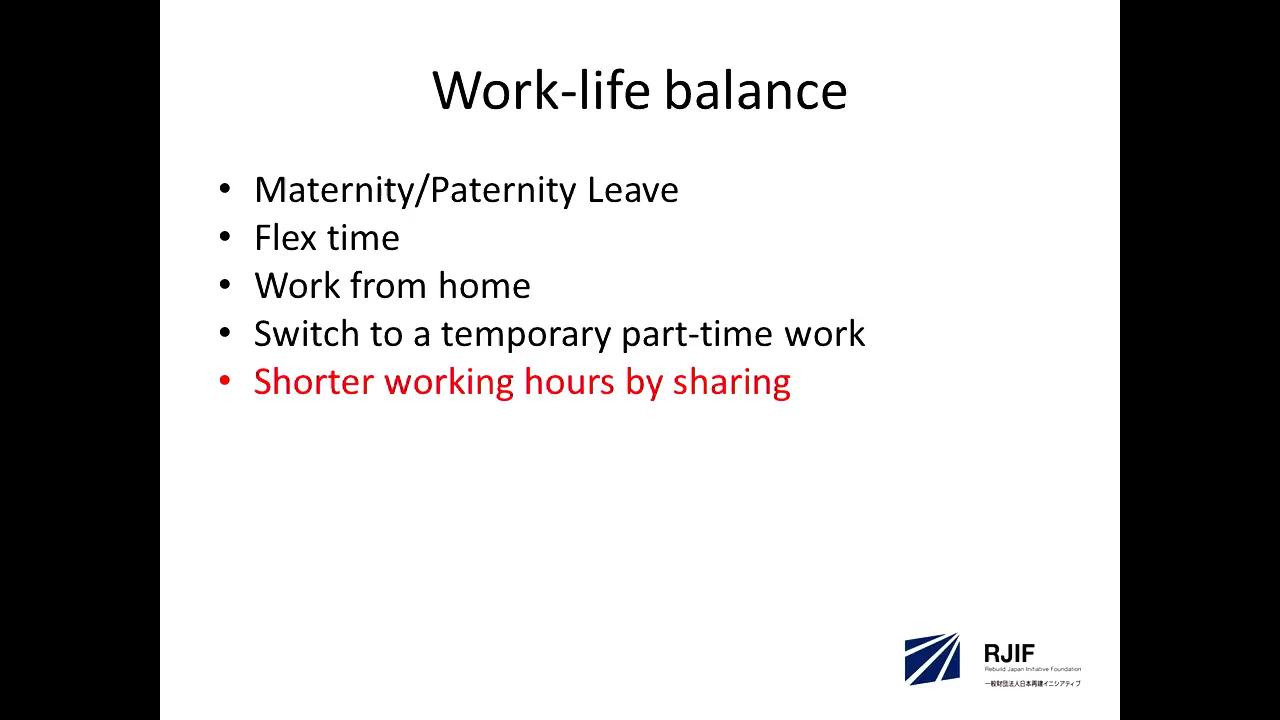 Work-life balance
• Maternity/Paternity Leave
• Flex time
• Work from home
• Switch to a temporary part-time work
• Shorter working hours by sharing
RJIF
Rebuild Japan Initiative Foundation
一般財団法人日本再建イニシアティブ